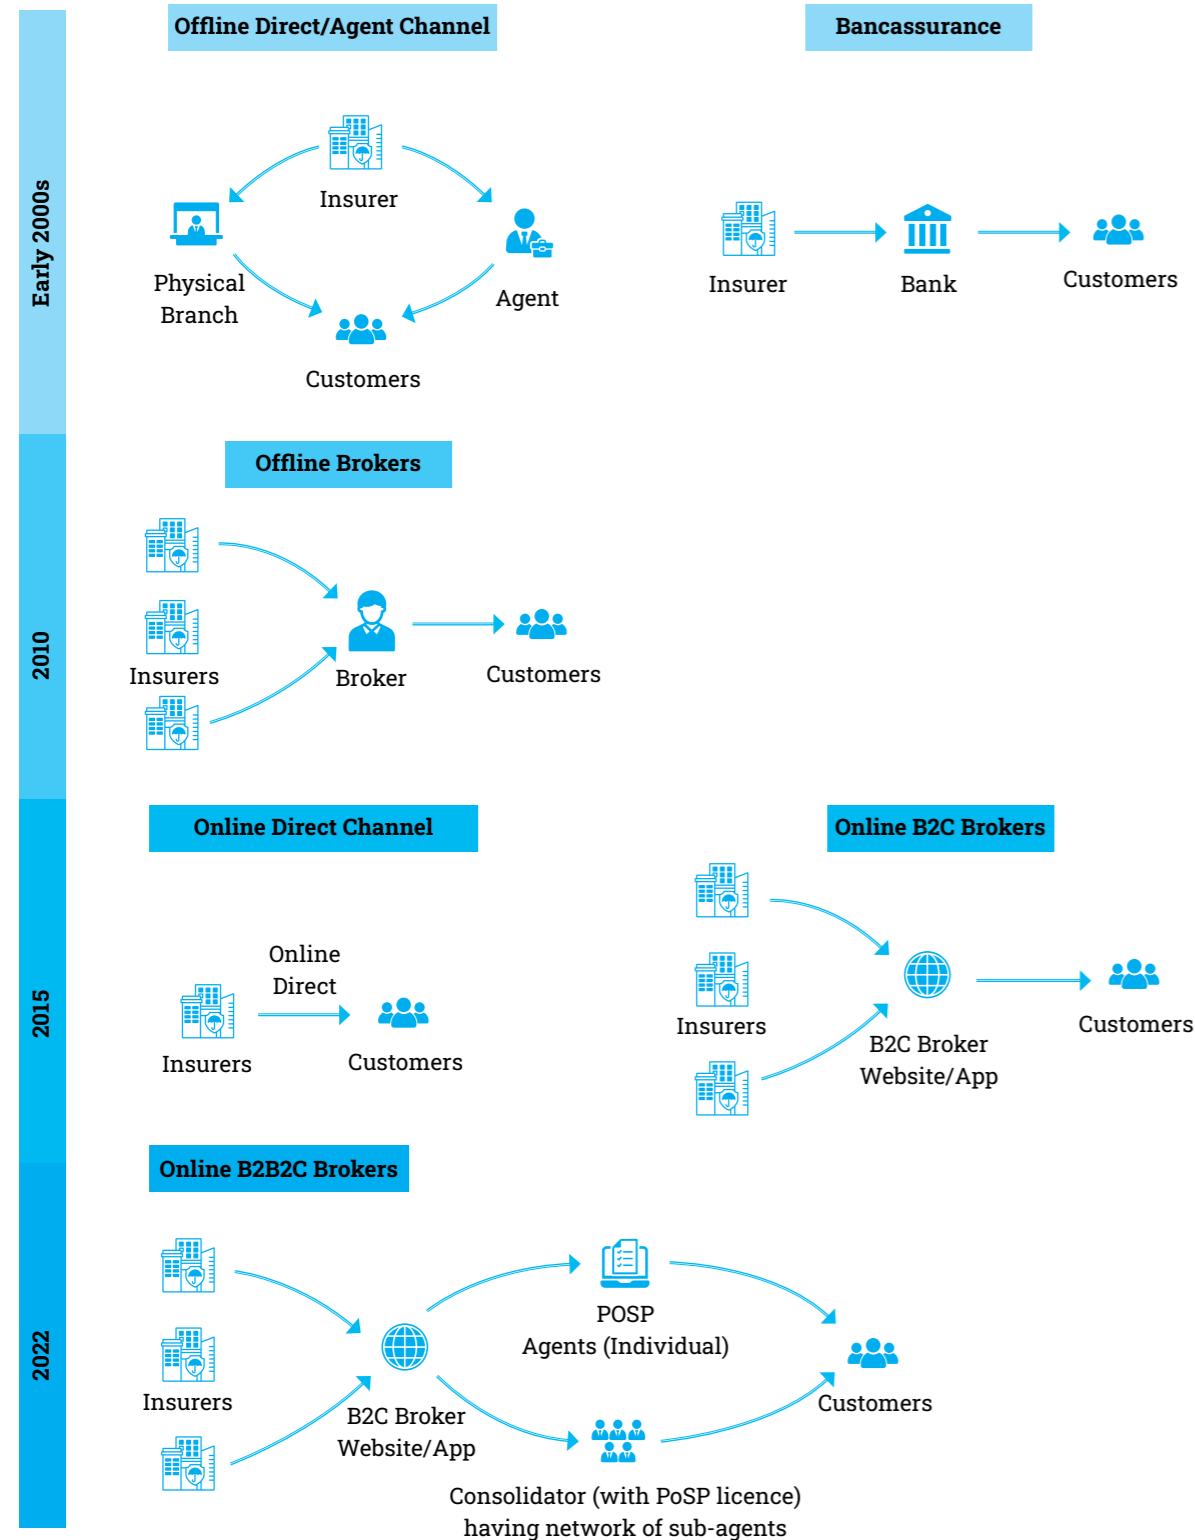 Offline Direct/Agent Channel
Bancassurance
Early 2000s
Insurer
Physical
Branch
Agent
Customers
Insurer
Bank
Customers
Offline Brokers
2010
Insurers
Broker
Customers
Online Direct Channel
Online B2C Brokers
2015
Online
Direct
Insurers
Customers
Insurers
B2C Broker
Website/App
Customers
Online B2B2C Brokers
2022
Insurers
B2C Broker
Website/App
POSP
Agents (Individual)
Customers
Consolidator (with PoSP licence)
having network of sub-agents